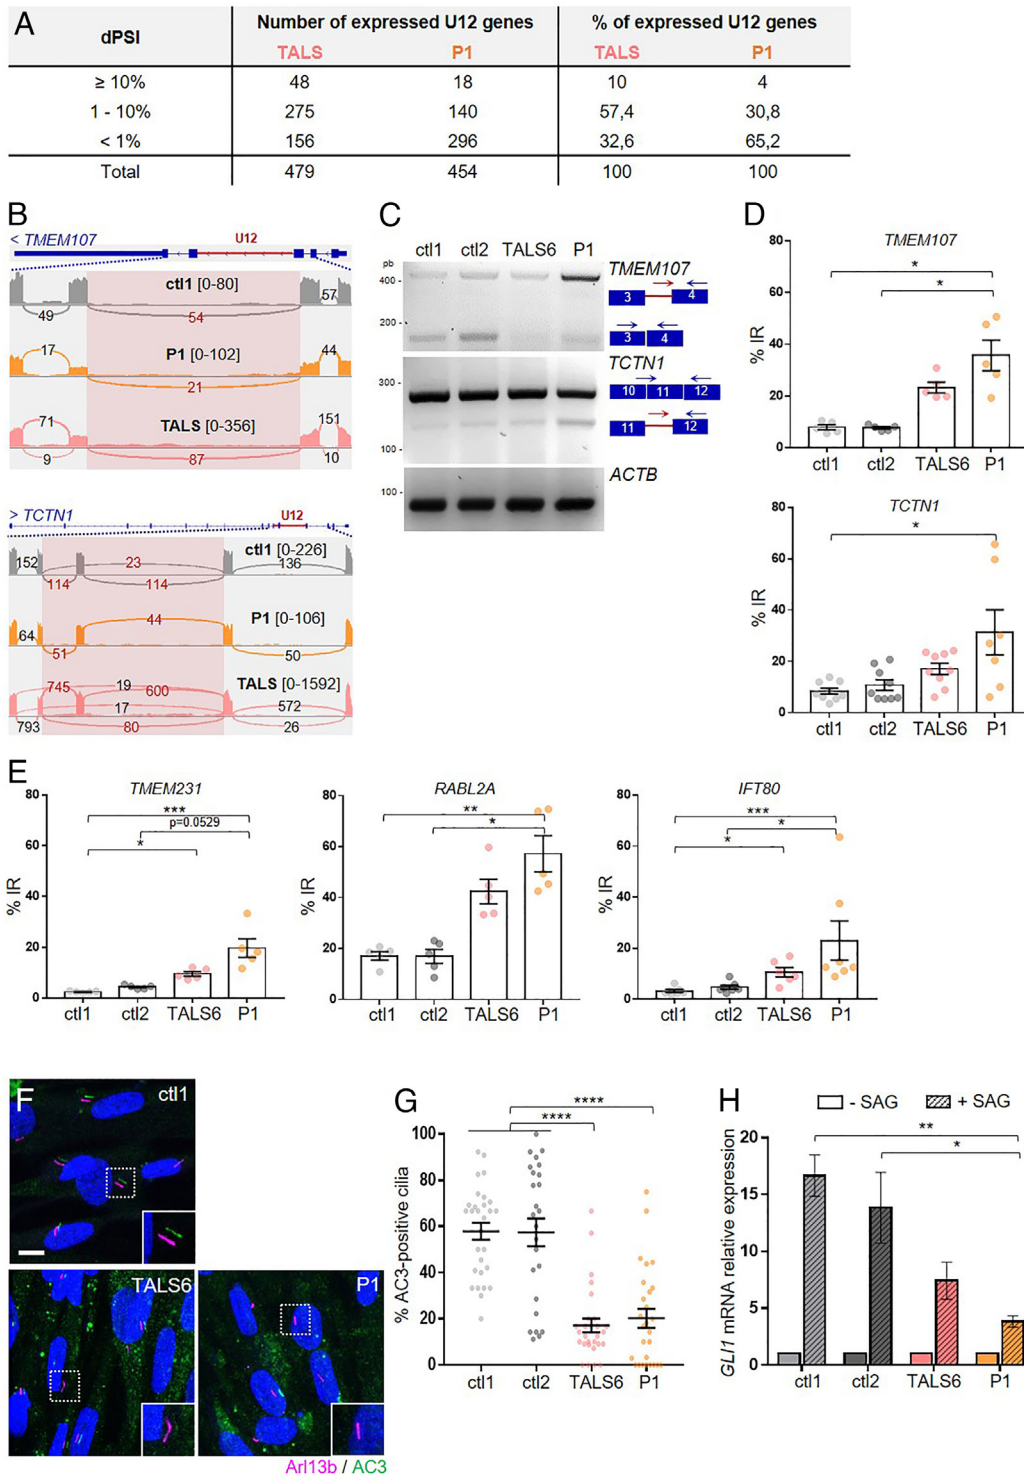 A
dPSI Number of expressed U12 genes % of expressed U12 genes
TALS P1 TALS P1
≥ 10% 48 18 10 4
1 - 10% 275 140 57,4 30,8
< 1% 156 296 32,6 65,2
Total 479 454 100 100
B
< TMEM107 U12
ctl1 [0-80]
57
49
54
17
P1 [0-102]
44
21
71
TALS [0-356]
151
9
87
10
> TCTN1 U12
ctl1 [0-226]
152
23
136
114
114
P1 [0-106]
64
44
51
50
TALS [0-1592]
745
19
600
17
572
793
80
26
C
ctl1 ctl2 TALS6 P1
pb
400 -
200 -
300 -
100 -
100 -
TMEM107
3 4
3 4
TCTN1
10 11 12
11 12
ACTB
D
TMEM107
% IR
80
60
40
20
0
*
*
ctl1 ctl2 TALS6 P1
TCTN1
% IR
80
60
40
20
0
*
ctl1 ctl2 TALS6 P1
E
TMEM231
% IR
80
60
40
20
0
***
p=0.0529
*
ctl1 ctl2 TALS6 P1
RABL2A
% IR
80
60
40
20
0
**
*
ctl1 ctl2 TALS6 P1
IFT80
% IR
80
60
40
20
0
***
*
*
ctl1 ctl2 TALS6 P1
F
ctl1
TALS6
P1
Arl13b / AC3
G
% AC3-positive cilia
100
80
60
40
20
0
****
****
ctl1 ctl2 TALS6 P1
H
- SAG + SAG
GLI1 mRNA relative expression
20
15
10
5
0
**
*
ctl1 ctl2 TALS6 P1